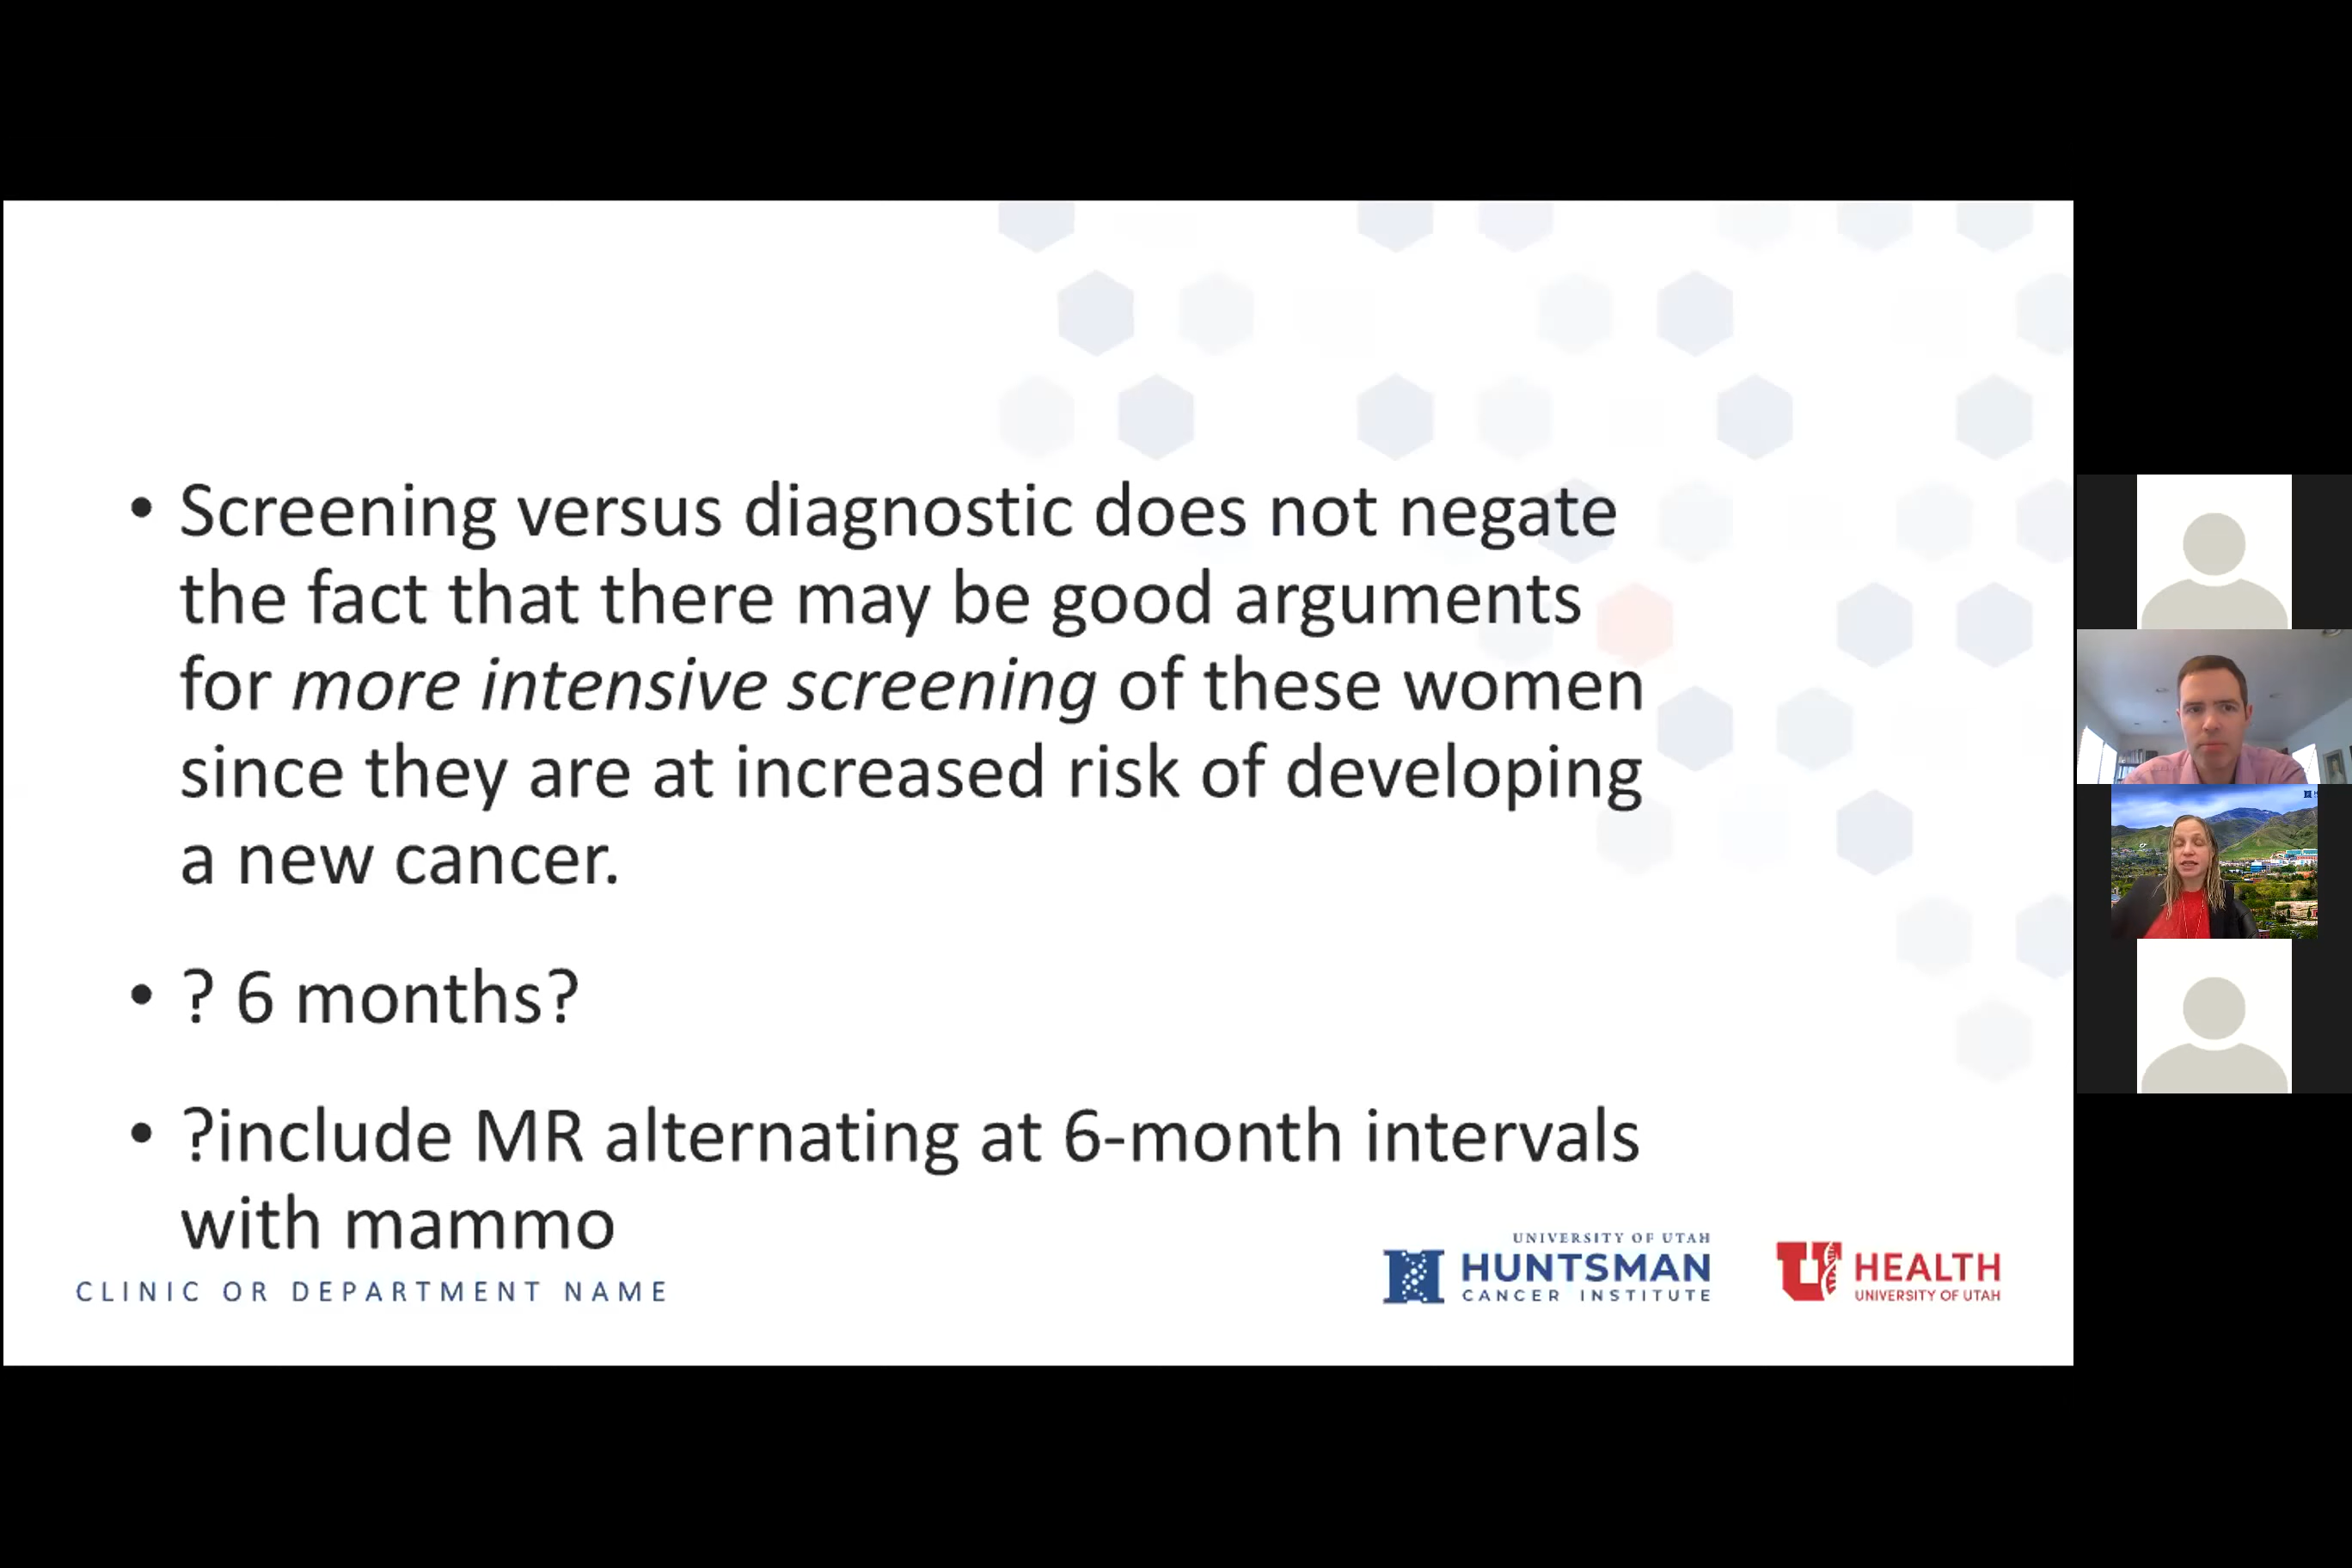 • Screening versus diagnostic does not negate
the fact that there may be good arguments
for more intensive screening of these women
since they are at increased risk of developing
a new cancer.
• ? 6 months?
• ?include MR alternating at 6-month intervals
with mammo
CLINIC OR DEPARTMENT NAME
UNIVERSITY OF UTAH
HUNTSMAN
CANCER INSTITUTE
U HEALTH
UNIVERSITY OF UTAH